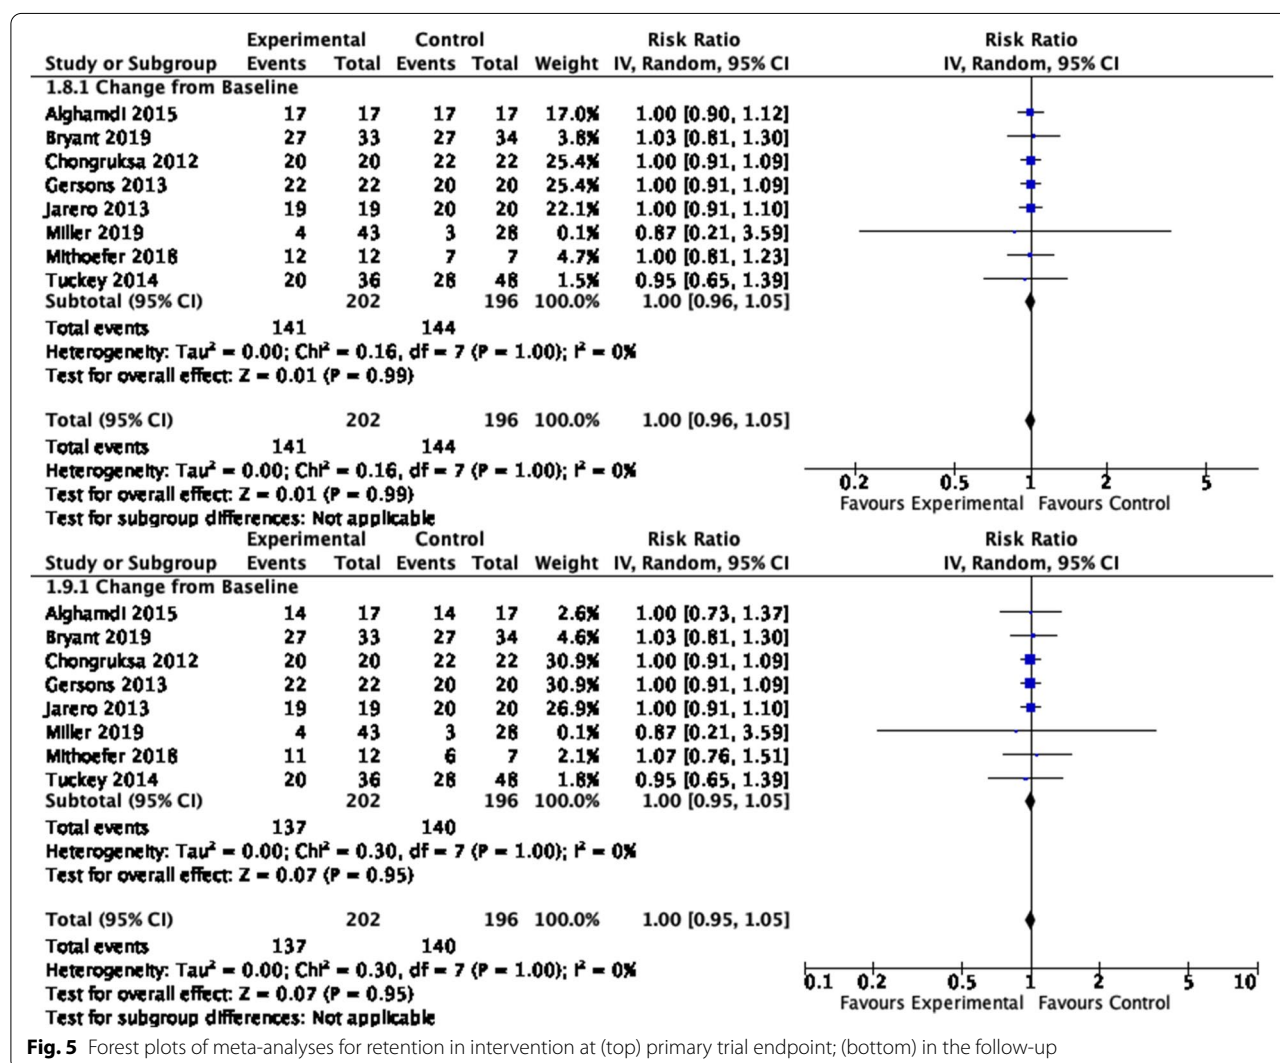 Experimental Control Risk Ratio Risk Ratio
Study or Subgroup Events Total Events Total Weight IV, Random, 95% CI IV, Random, 95% CI
1.8.1 Change from Baseline
Alghamdi 2015 17 17 17 17 17.0% 1.00 [0.90, 1.12]
Bryant 2019 27 33 27 34 3.8% 1.03 [0.81, 1.30]
Chongruksa 2012 20 20 22 22 25.4% 1.00 [0.91, 1.09]
Gersons 2013 22 22 20 20 25.4% 1.00 [0.91, 1.09]
Jarero 2013 19 19 20 20 22.1% 1.00 [0.91, 1.10]
Miller 2019 4 43 3 28 0.1% 0.87 [0.21, 3.59]
Mithoefer 2018 12 12 7 7 4.7% 1.00 [0.81, 1.23]
Tuckey 2014 20 36 28 48 1.5% 0.95 [0.65, 1.39]
Subtotal (95% CI) 202 196 100.0% 1.00 [0.96, 1.05]
Total events 141 144
Heterogeneity: Tau² = 0.00; Chi² = 0.16, df = 7 (P = 1.00); I² = 0%
Test for overall effect: Z = 0.01 (P = 0.99)
Total (95% CI) 202 196 100.0% 1.00 [0.96, 1.05]
Total events 141 144
Heterogeneity: Tau² = 0.00; Chi² = 0.16, df = 7 (P = 1.00); I² = 0%
Test for overall effect: Z = 0.01 (P = 0.99)
Test for subgroup differences: Not applicable
0.2 0.5 1 2 5
Favours Experimental Favours Control
Experimental Control Risk Ratio Risk Ratio
Study or Subgroup Events Total Events Total Weight IV, Random, 95% CI IV, Random, 95% CI
1.9.1 Change from Baseline
Alghamdi 2015 14 17 14 17 2.6% 1.00 [0.73, 1.37]
Bryant 2019 27 33 27 34 4.6% 1.03 [0.81, 1.30]
Chongruksa 2012 20 20 22 22 30.9% 1.00 [0.91, 1.09]
Gersons 2013 22 22 20 20 30.9% 1.00 [0.91, 1.09]
Jarero 2013 19 19 20 20 26.9% 1.00 [0.91, 1.10]
Miller 2019 4 43 3 28 0.1% 0.87 [0.21, 3.59]
Mithoefer 2018 11 12 6 7 2.1% 1.07 [0.76, 1.51]
Tuckey 2014 20 36 28 48 1.8% 0.95 [0.65, 1.39]
Subtotal (95% CI) 202 196 100.0% 1.00 [0.95, 1.05]
Total events 137 140
Heterogeneity: Tau² = 0.00; Chi² = 0.30, df = 7 (P = 1.00); I² = 0%
Test for overall effect: Z = 0.07 (P = 0.95)
Total (95% CI) 202 196 100.0% 1.00 [0.95, 1.05]
Total events 137 140
Heterogeneity: Tau² = 0.00; Chi² = 0.30, df = 7 (P = 1.00); I² = 0%
Test for overall effect: Z = 0.07 (P = 0.95)
Test for subgroup differences: Not applicable
0.1 0.2 0.5 1 2 5 10
Favours Experimental Favours Control
Fig. 5 Forest plots of meta-analyses for retention in intervention at (top) primary trial endpoint; (bottom) in the follow-up